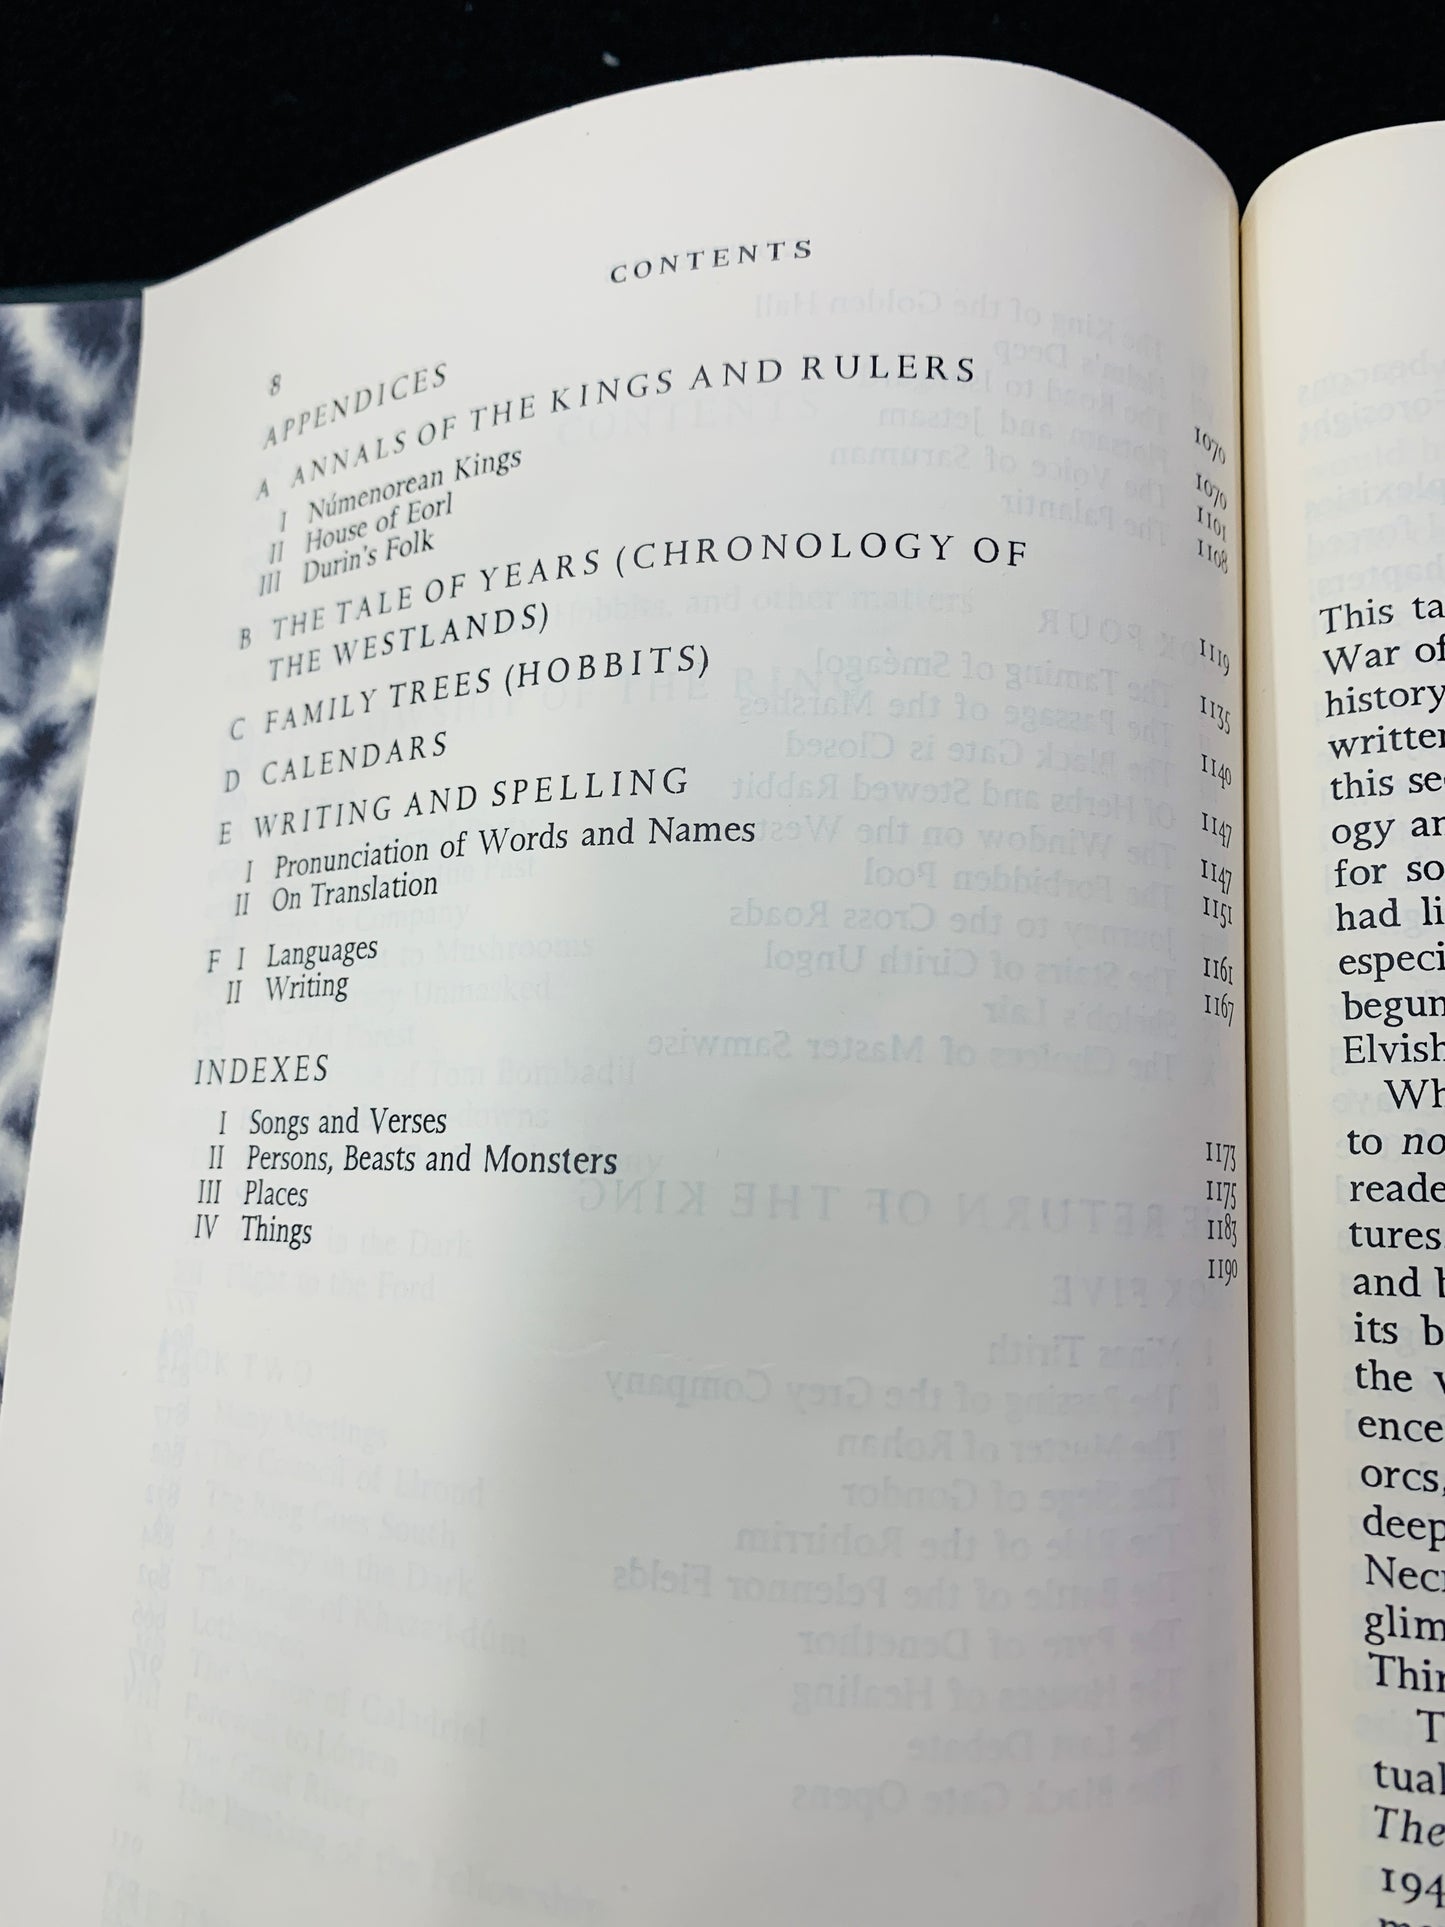 CONTENTS
8
APPENDICES
A ANNALS OF THE KINGS AND RULERS 1070
I Númenorean Kings 1070
II House of Eorl 1101
III Durin's Folk 1108
B THE TALE OF YEARS (CHRONOLOGY OF
THE WESTLANDS) 1119
C FAMILY TREES (HOBBITS) 1135
D CALENDARS 1140
E WRITING AND SPELLING 1147
I Pronunciation of Words and Names 1147
II On Translation 1151
F I Languages 1161
II Writing 1167
INDEXES
I Songs and Verses 1173
II Persons, Beasts and Monsters 1175
III Places 1183
IV Things 1190
This ta
War of
history
written
this se
ogy an
for so
had li
especi
begun
Elvish
Wh
to no
reade
tures
and
its b
the
ence
orcs,
deep
Nec
glim
Thir
T
tual
The
194